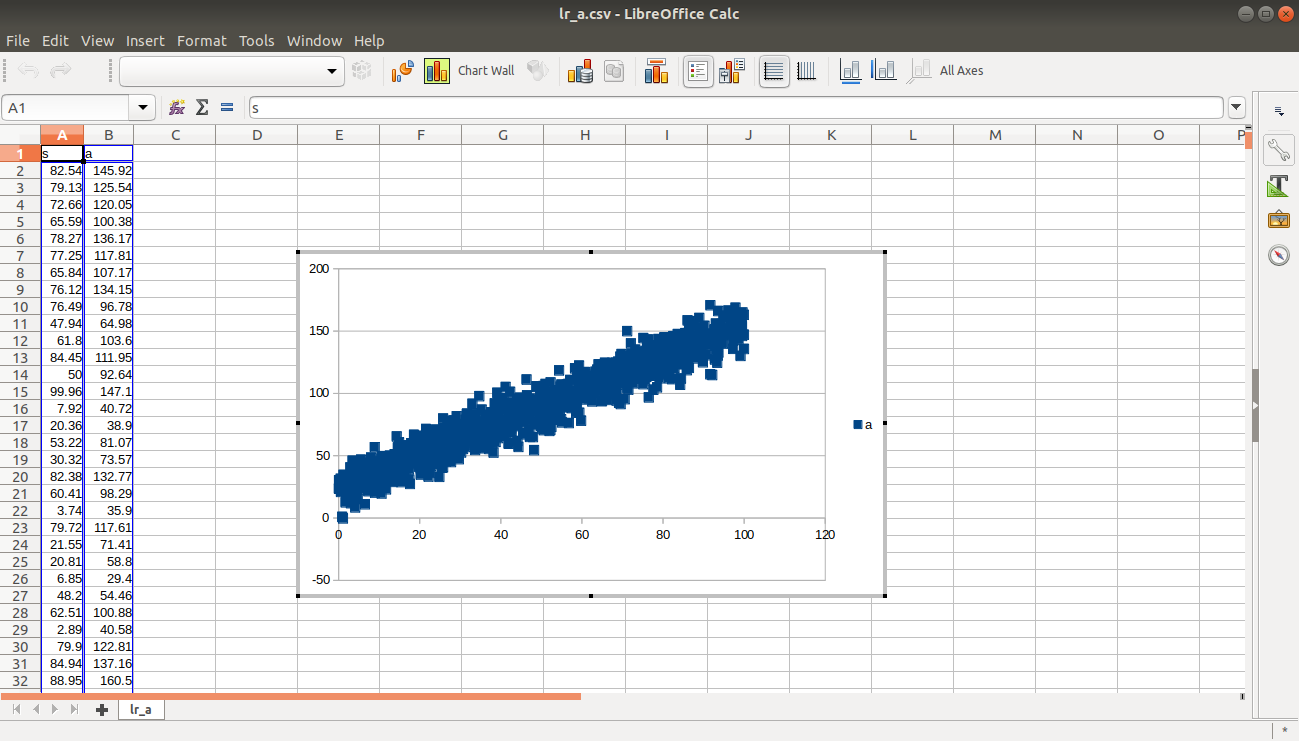 lr_a.csv - LibreOffice Calc
File Edit View Insert Format Tools Window Help
Chart Wall All Axes
A1 s
A B C D E F G H I J K L M N O P
1 s a
2 82.54 145.92
3 79.13 125.54
4 72.66 120.05
5 65.59 100.38
6 78.27 136.17
7 77.25 117.81
8 65.84 107.17
9 76.12 134.15
10 76.49 96.78
11 47.94 64.98
12 61.8 103.6
13 84.45 111.95
14 50 92.64
15 99.96 147.1
16 7.92 40.72
17 20.36 38.9
18 53.22 81.07
19 30.32 73.57
20 82.38 132.77
21 60.41 98.29
22 3.74 35.9
23 79.72 117.61
24 21.55 71.41
25 20.81 58.8
26 6.85 29.4
27 48.2 54.46
28 62.51 100.88
29 2.89 40.58
30 79.9 122.81
31 84.94 137.16
32 88.95 160.5
200
150
100
a
50
0
0 20 40 60 80 100 120
-50
lr_a
*